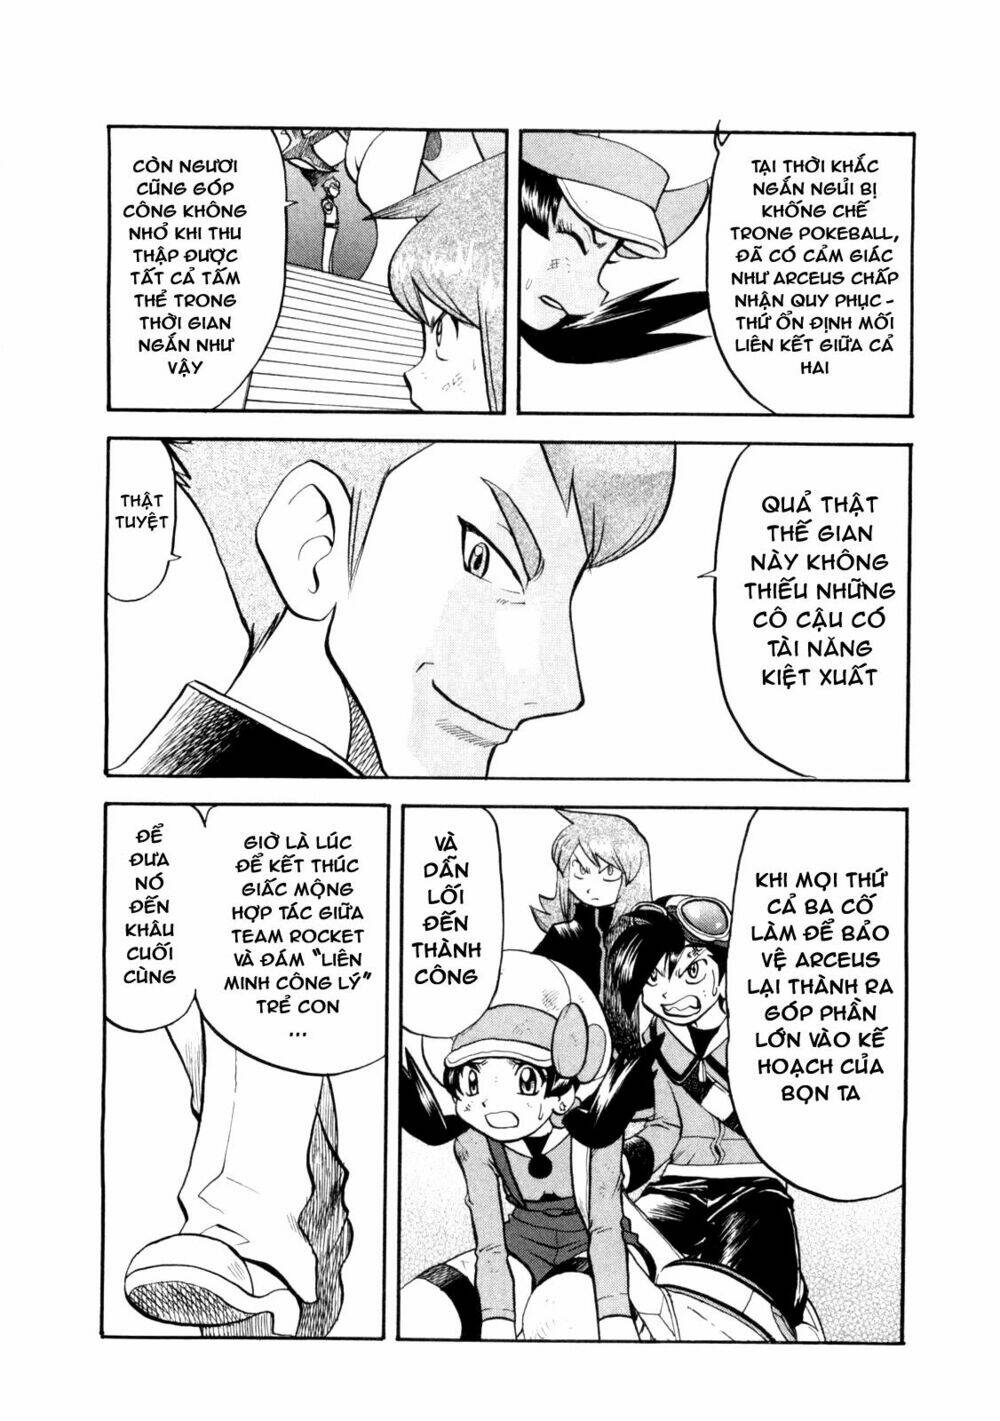 TẠI THỜI KHẮC
NGẮN NGỦI BỊ
KHỐNG CHẾ
TRONG POKEBALL,
ĐÃ CÓ CẢM GIÁC
NHƯ ARCEUS CHẤP
NHẬN QUY PHỤC -
THỨ ỔN ĐỊNH MỐI
LIÊN KẾT GIỮA CẢ
HAI
CÒN NGƯƠI
CŨNG GÓP
CÔNG KHÔNG
NHỎ KHI THU
THẬP ĐƯỢC
TẤT CẢ TẤM
THẺ TRONG
THỜI GIAN
NGẮN NHƯ
VẬY
QUẢ THẬT
THẾ GIAN
NÀY KHÔNG
THIẾU NHỮNG
CÔ CẬU CÓ
TÀI NĂNG
KIỆT XUẤT
THẬT
TUYỆT
KHI MỌI THỨ
CẢ BA CỐ
LÀM ĐỂ BẢO
VỆ ARCEUS
LẠI THÀNH RA
GÓP PHẦN
LỚN VÀO KẾ
HOẠCH CỦA
BỌN TA
VÀ
DẪN
LỐI
ĐẾN
THÀNH
CÔNG
GIỜ LÀ LÚC
ĐỂ KẾT THÚC
GIẤC MỘNG
HỢP TÁC GIỮA
TEAM ROCKET
VÀ ĐÁM "LIÊN
MINH CÔNG LÝ"
TRẺ CON
...
ĐỂ
ĐƯA
NÓ
ĐẾN
KHÂU
CUỐI
CÙNG